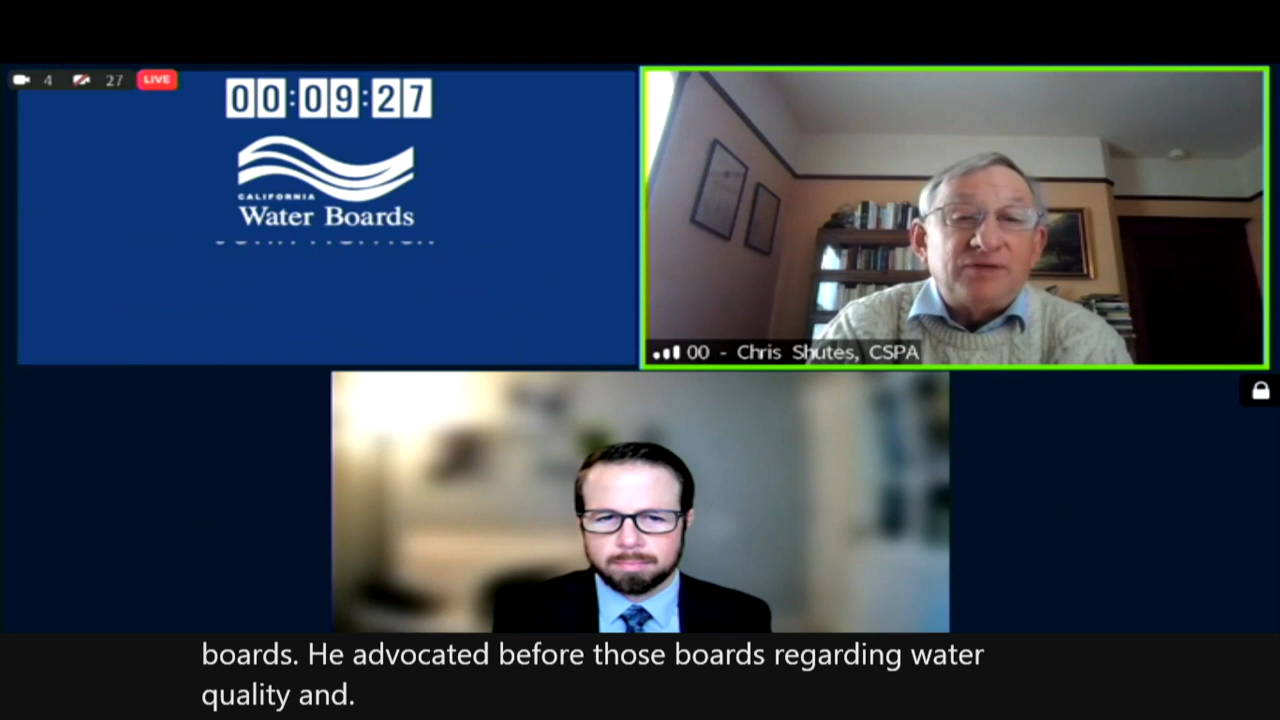 4 27 LIVE
00:09:27
CALIFORNIA
Water Boards
00 - Chris Shutes, CSPA
boards. He advocated before those boards regarding water
quality and.